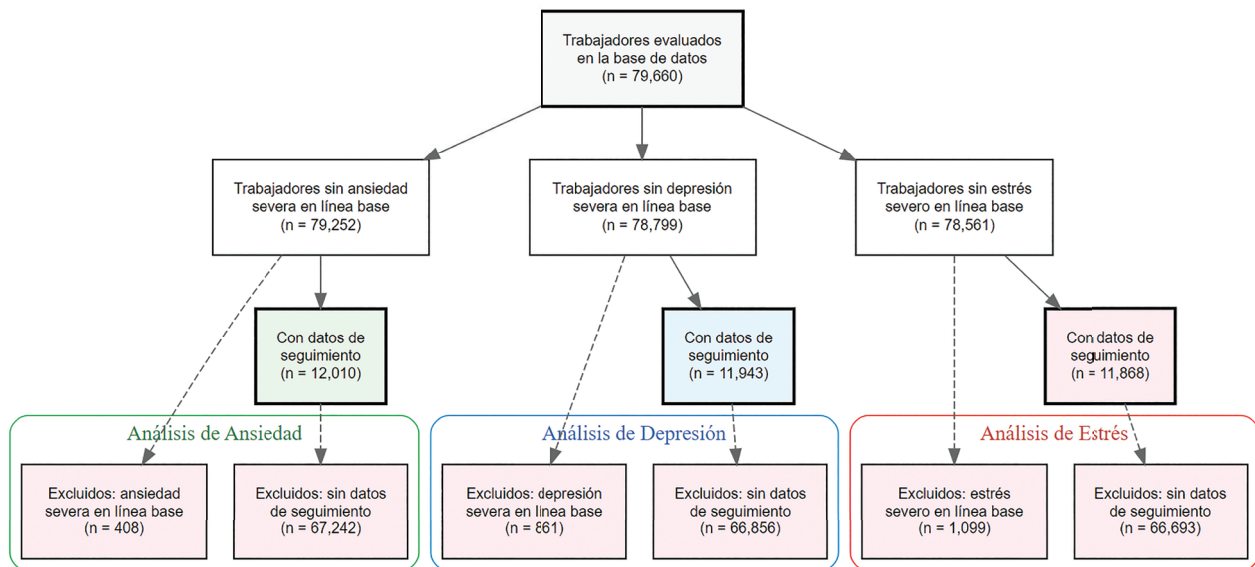 Trabajadores evaluados
en la base de datos
(n = 79,660)
Trabajadores sin ansiedad
severa en línea base
(n = 79,252)
Trabajadores sin depresión
severa en línea base
(n = 78,799)
Trabajadores sin estrés
severo en línea base
(n = 78,561)
Con datos de
seguimiento
(n = 12,010)
Con datos de
seguimiento
(n = 11,943)
Con datos de
seguimiento
(n = 11,868)
Análisis de Ansiedad
Excluidos: ansiedad
severa en línea base
(n = 408)
Excluidos: sin datos
de seguimiento
(n = 67,242)
Análisis de Depresión
Excluidos: depresión
severa en línea base
(n = 861)
Excluidos: sin datos
de seguimiento
(n = 66,856)
Análisis de Estrés
Excluidos: estrés
severo en línea base
(n = 1,099)
Excluidos: sin datos
de seguimiento
(n = 66,693)